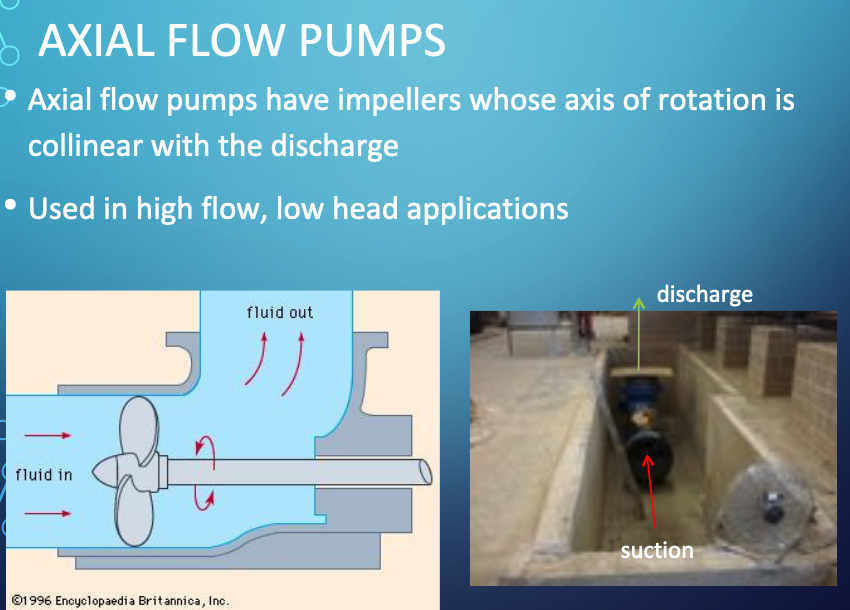 AXIAL FLOW PUMPS
• Axial flow pumps have impellers whose axis of rotation is
collinear with the discharge
• Used in high flow, low head applications
discharge
fluid out
fluid in
suction
©1996 Encyclopaedia Britannica, Inc.